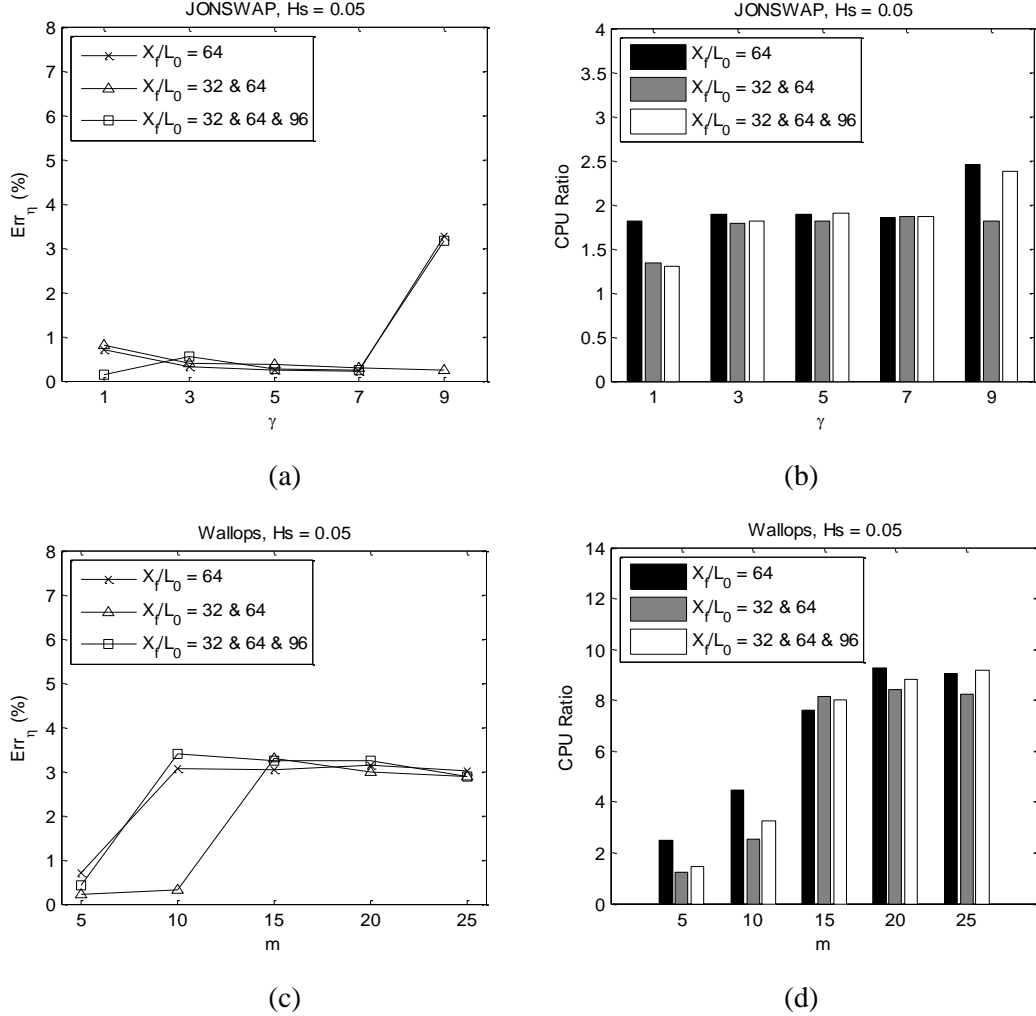 JONSWAP, Hs = 0.05
8
7
6
5
4
3
2
1
0
Err_η (%)
X_f/L_0 = 64
X_f/L_0 = 32 & 64
X_f/L_0 = 32 & 64 & 96
1 3 5 7 9
γ
(a)
JONSWAP, Hs = 0.05
4
3.5
3
2.5
2
1.5
1
0.5
0
CPU Ratio
X_f/L_0 = 64
X_f/L_0 = 32 & 64
X_f/L_0 = 32 & 64 & 96
1 3 5 7 9
γ
(b)
Wallops, Hs = 0.05
8
7
6
5
4
3
2
1
0
Err_η (%)
X_f/L_0 = 64
X_f/L_0 = 32 & 64
X_f/L_0 = 32 & 64 & 96
5 10 15 20 25
m
(c)
Wallops, Hs = 0.05
14
12
10
8
6
4
2
0
CPU Ratio
X_f/L_0 = 64
X_f/L_0 = 32 & 64
X_f/L_0 = 32 & 64 & 96
5 10 15 20 25
m
(d)